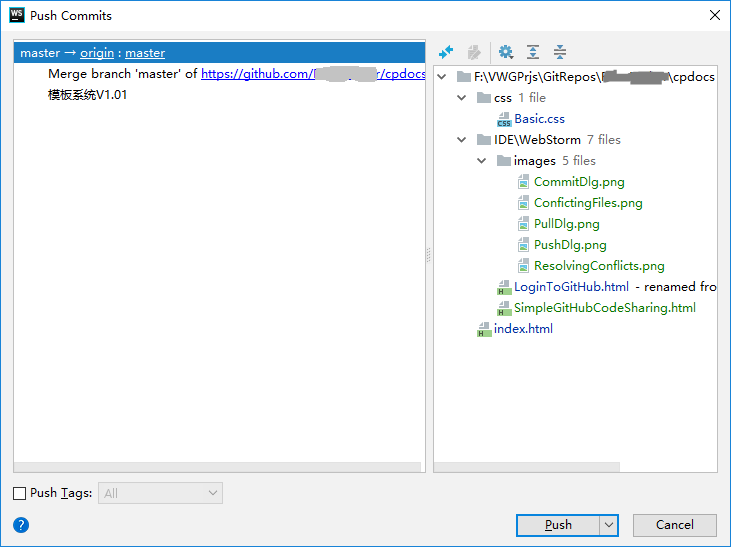 WS
Push Commits
master → origin : master
Merge branch 'master' of https://github.com/ /cpdocs
模板系统V1.01
F:\VWGPrjs\GitRepos\ \cpdocs
css 1 file
CSS Basic.css
IDE\WebStorm 7 files
images 5 files
CommitDlg.png
ConfictingFiles.png
PullDlg.png
PushDlg.png
ResolvingConflicts.png
H LoginToGitHub.html - renamed fro
H SimpleGitHubCodeSharing.html
H index.html
Push Tags: All
? Push Cancel